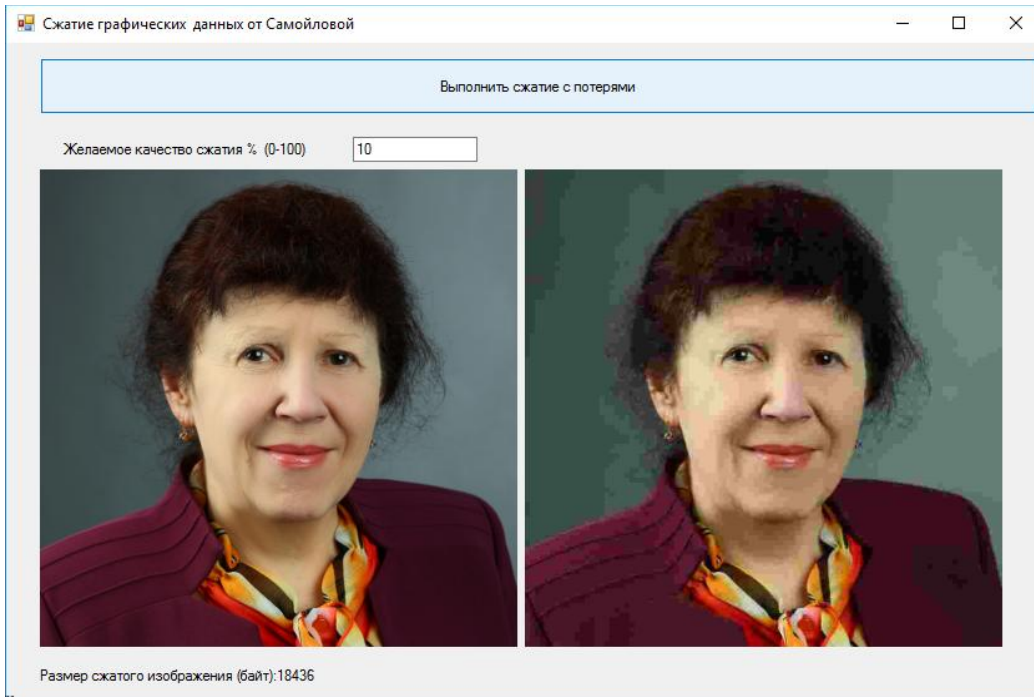 Сжатие графических  данных от Самойловой
Выполнить сжатие с потерями
Желаемое качество сжатия %  (0-100)
10
Размер сжатого изображения (байт):18436